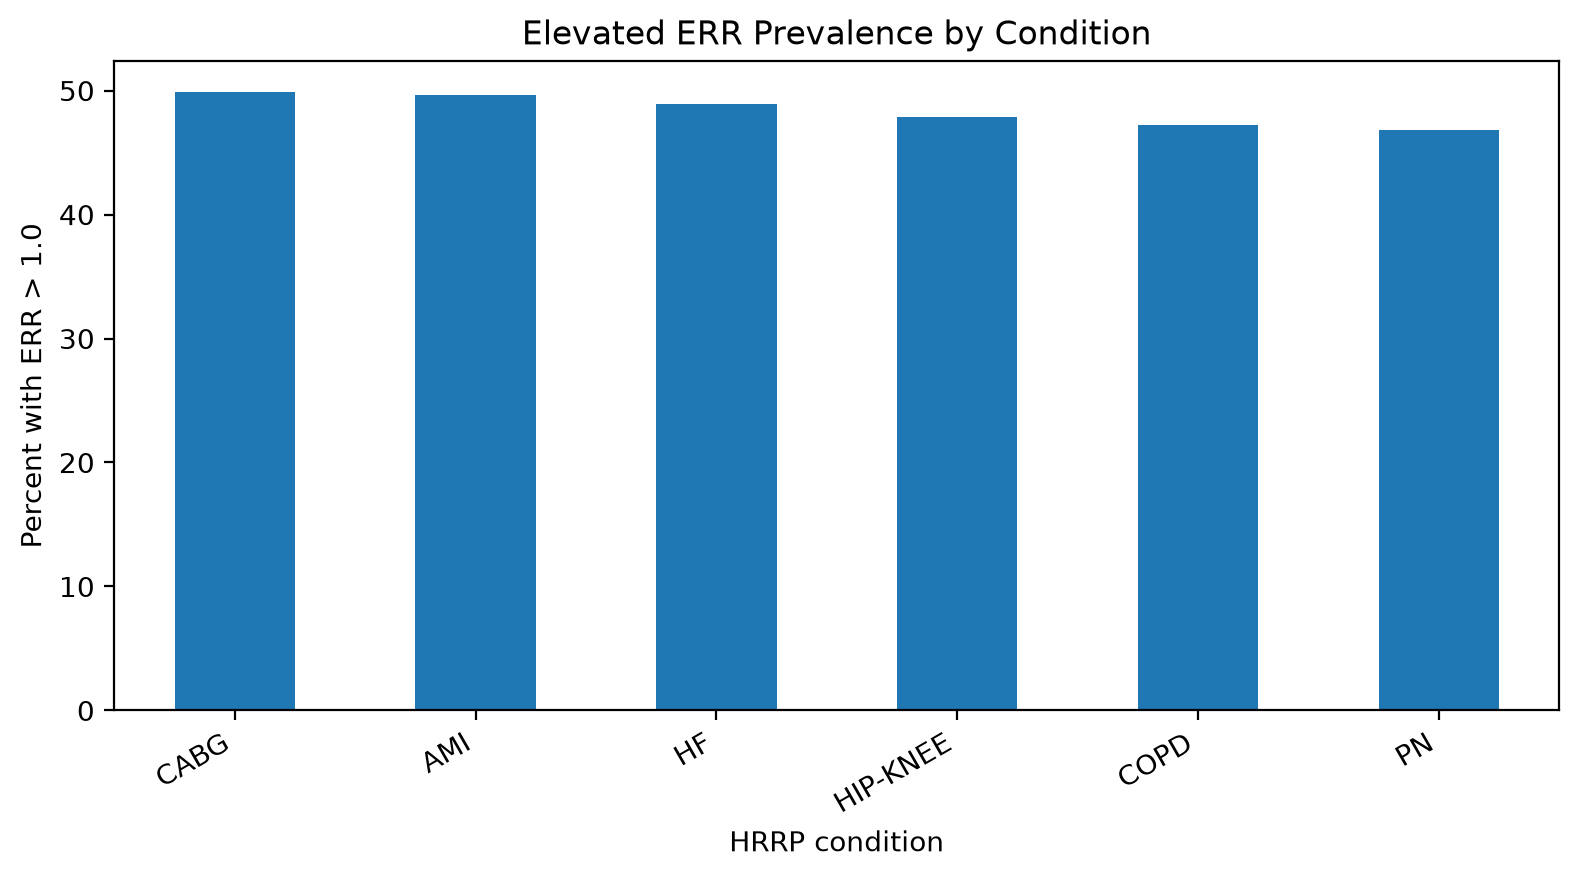 Elevated ERR Prevalence by Condition
Percent with ERR > 1.0
50
40
30
20
10
0
CABG
AMI
HF
HIP-KNEE
COPD
PN
HRRP condition